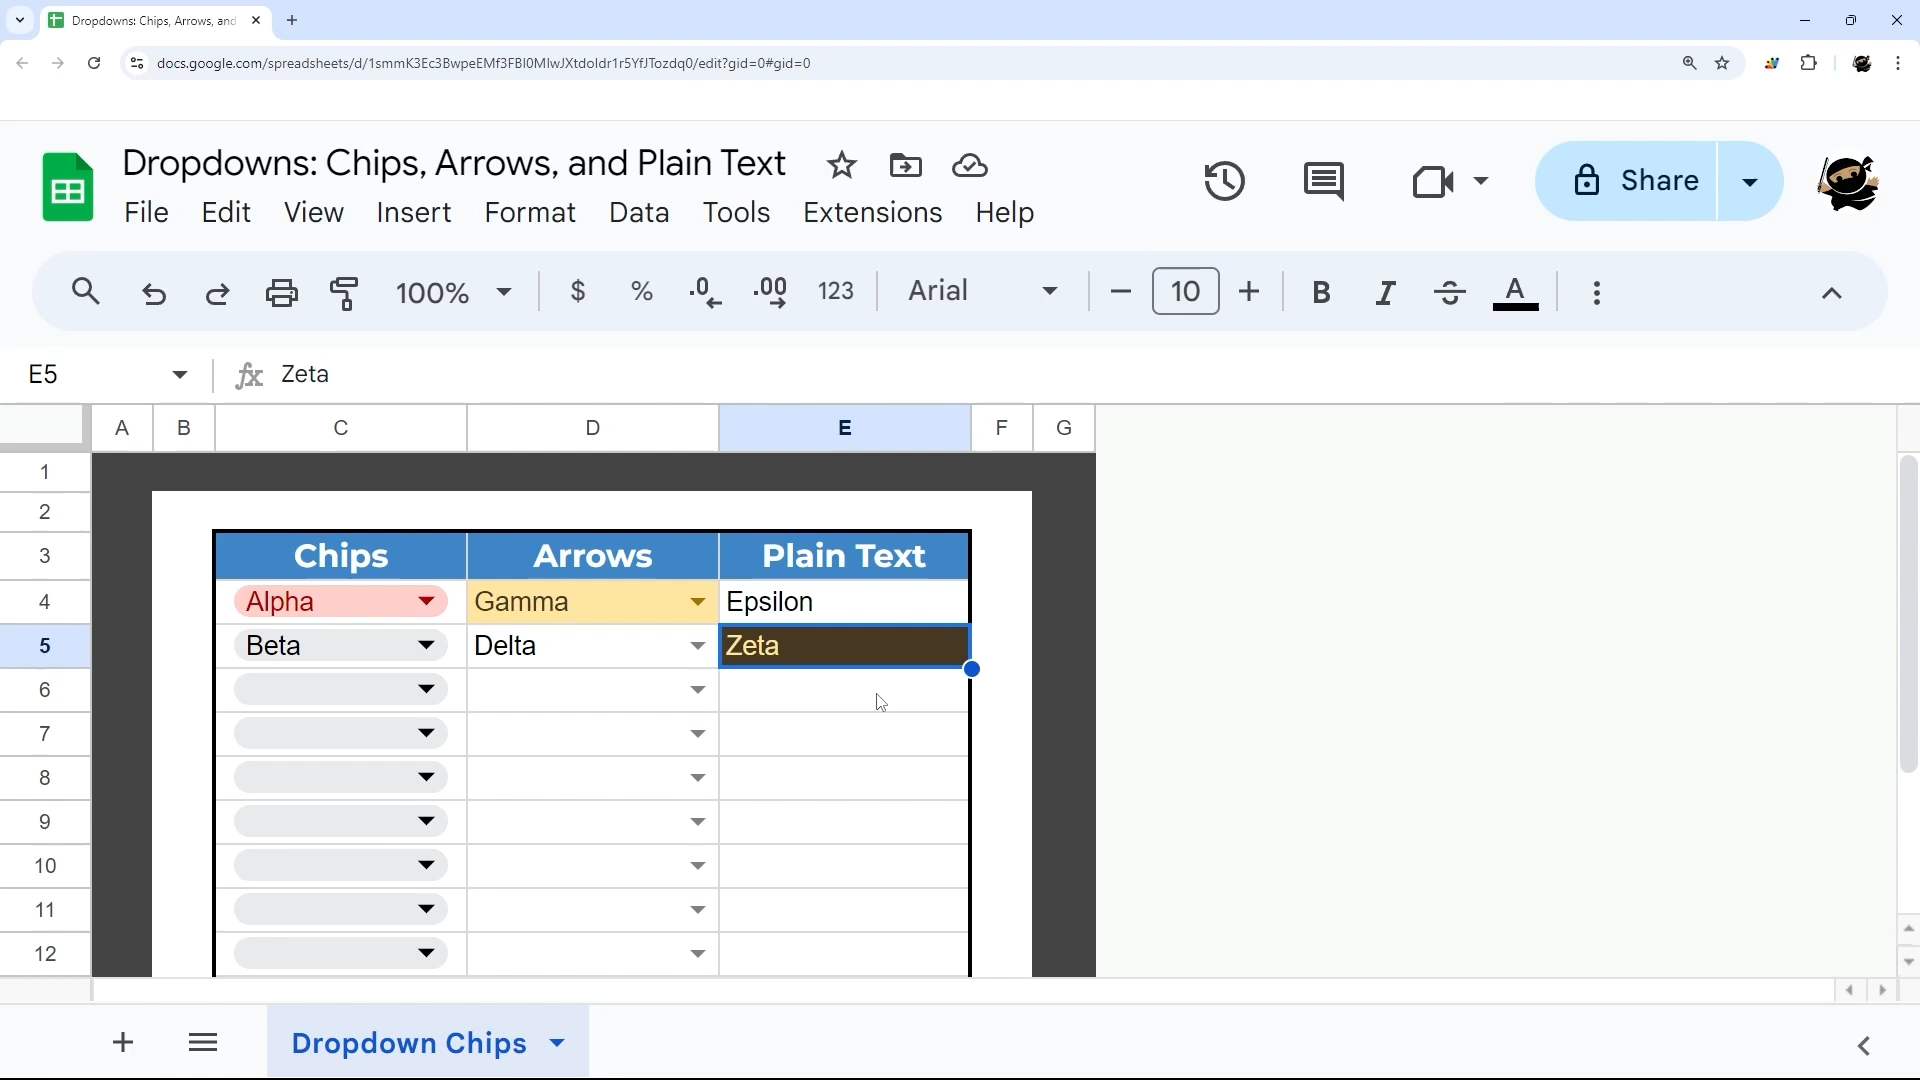 Dropdowns: Chips, Arrows, and
docs.google.com/spreadsheets/d/1smmK3Ec3BwpeEMf3FBI0MIwJXtdoldr1r5YfJTozdq0/edit?gid=0#gid=0
Dropdowns: Chips, Arrows, and Plain Text
File Edit View Insert Format Data Tools Extensions Help
Share
100% $ % .0 .00 123 Arial 10 B I S A
E5 fx Zeta
A B C D E F G
1
2
3 Chips Arrows Plain Text
4 Alpha Gamma Epsilon
5 Beta Delta Zeta
6
7
8
9
10
11
12
Dropdown Chips